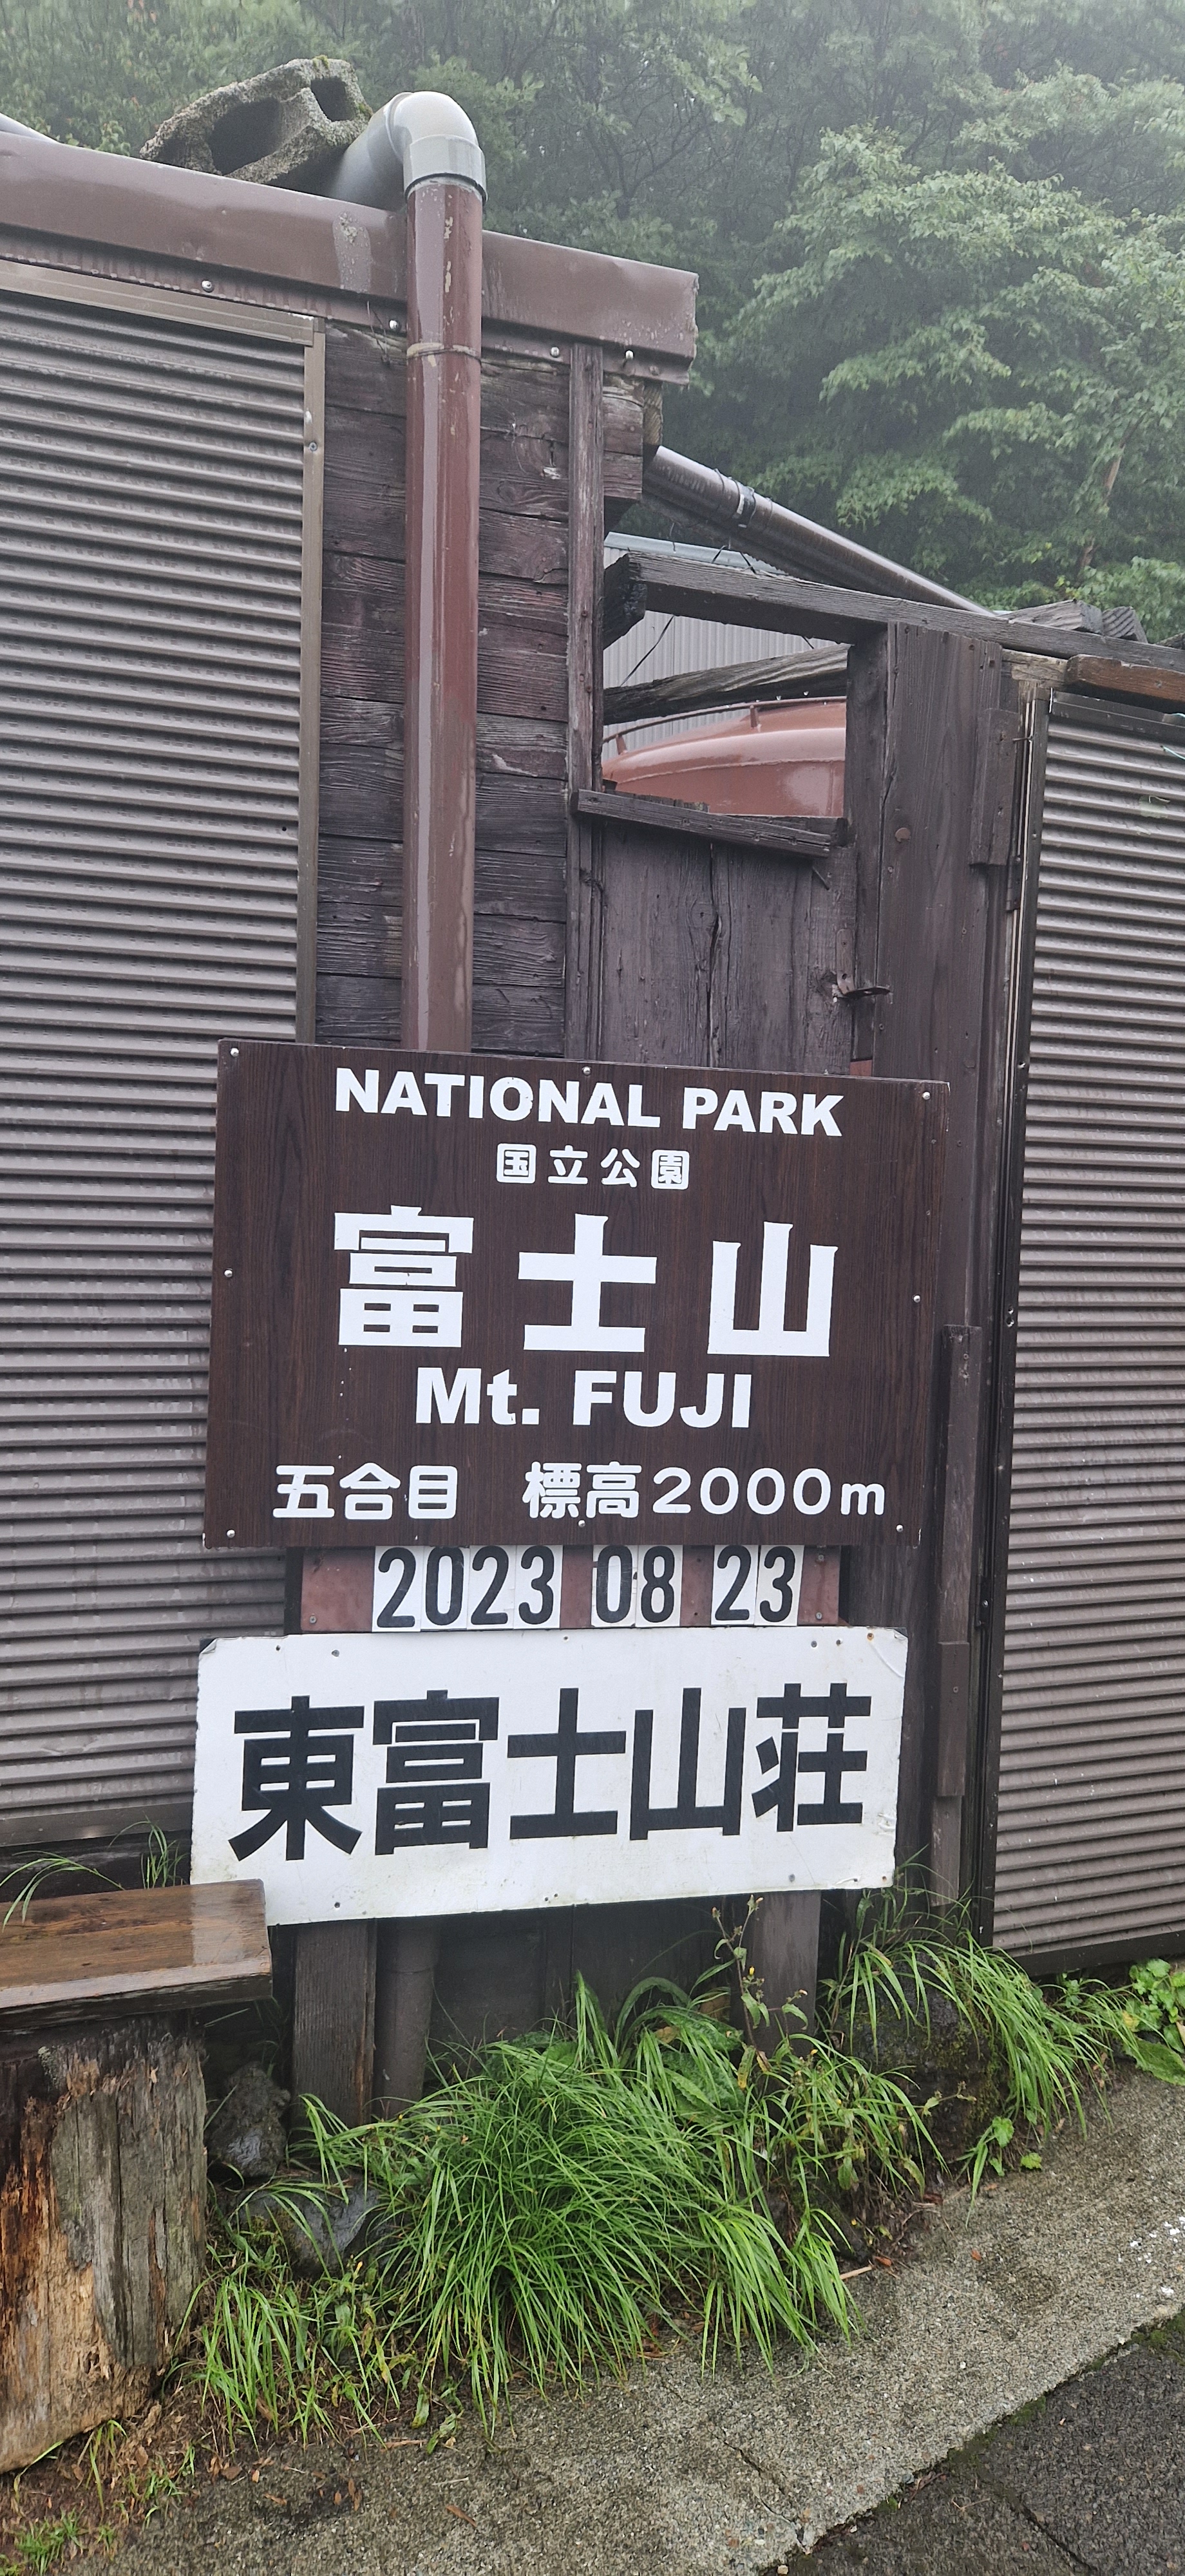 NATIONAL PARK
国立公園
富士山
Mt. FUJI
五合目　標高2000m
2023 08 23
東富士山荘